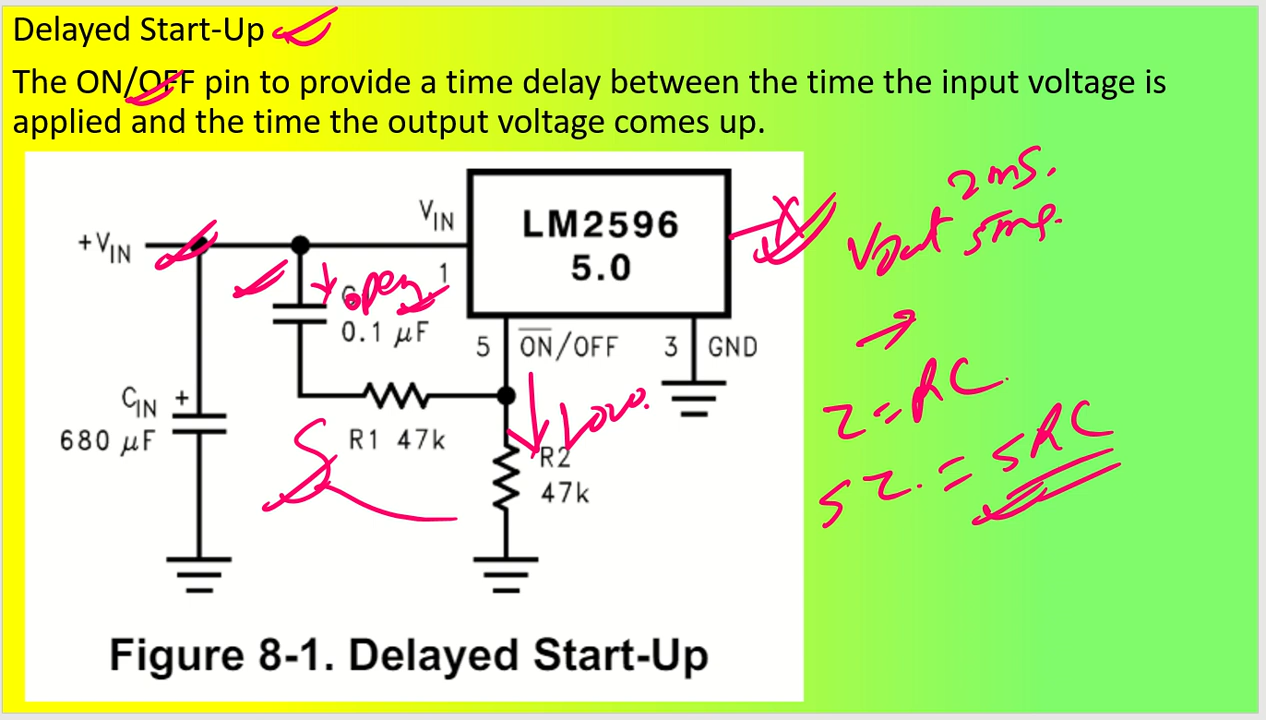 Delayed Start-Up
The ON/OFF pin to provide a time delay between the time the input voltage is
applied and the time the output voltage comes up.
+VIN
VIN
1
LM2596
5.0
2 ms.
Vout 5ms.
open
0.1 μF
5 ON/OFF
3 GND
CIN +
680 μF
R1 47k
Low.
R2
47k
τ = RC
5τ. = 5RC
Figure 8-1. Delayed Start-Up